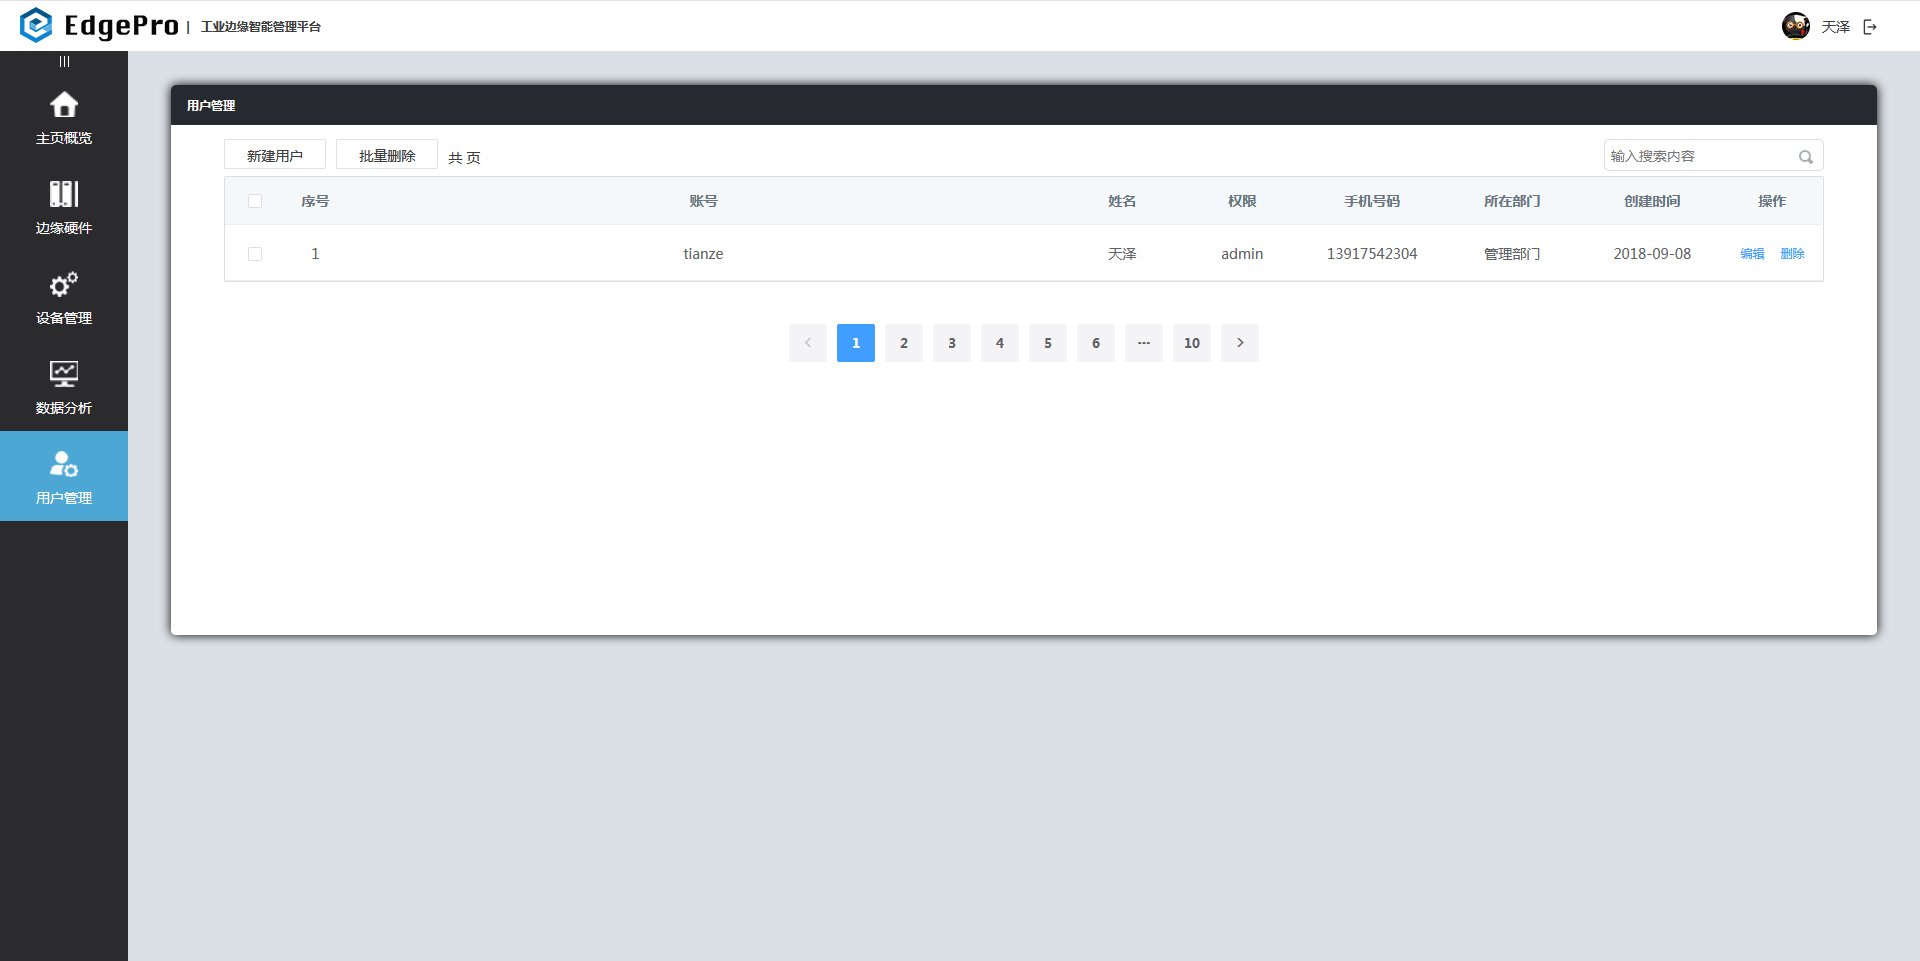 EdgePro | 工业边缘智能管理平台
天泽
主页概览
边缘硬件
设备管理
数据分析
用户管理
用户管理
新建用户 批量删除 共 页 输入搜索内容
序号 账号 姓名 权限 手机号码 所在部门 创建时间 操作
1 tianze 天泽 admin 13917542304 管理部门 2018-09-08 编辑 删除
< 1 2 3 4 5 6 ··· 10 >